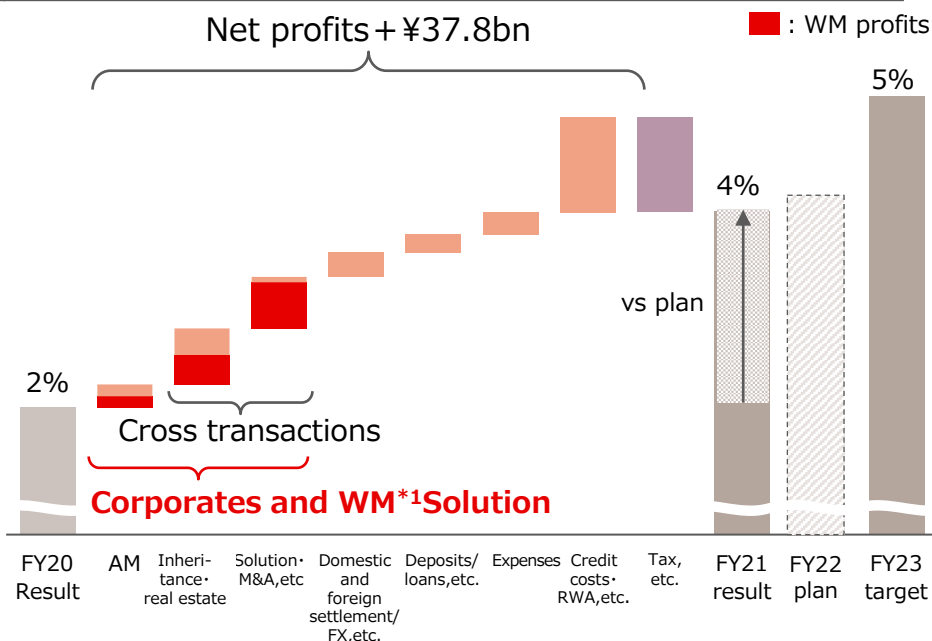 Net profits+¥37.8bn
: WM profits
5%
4%
vs plan
2%
Cross transactions
Corporates and WM*1Solution
FY20
Result
AM
Inheri-
tance・
real estate
Solution・
M&A,etc
Domestic
and
foreign
settlement/
FX,etc.
Deposits/
loans,etc.
Expenses
Credit
costs・
RWA,etc.
Tax,
etc.
FY21
result
FY22
plan
FY23
target